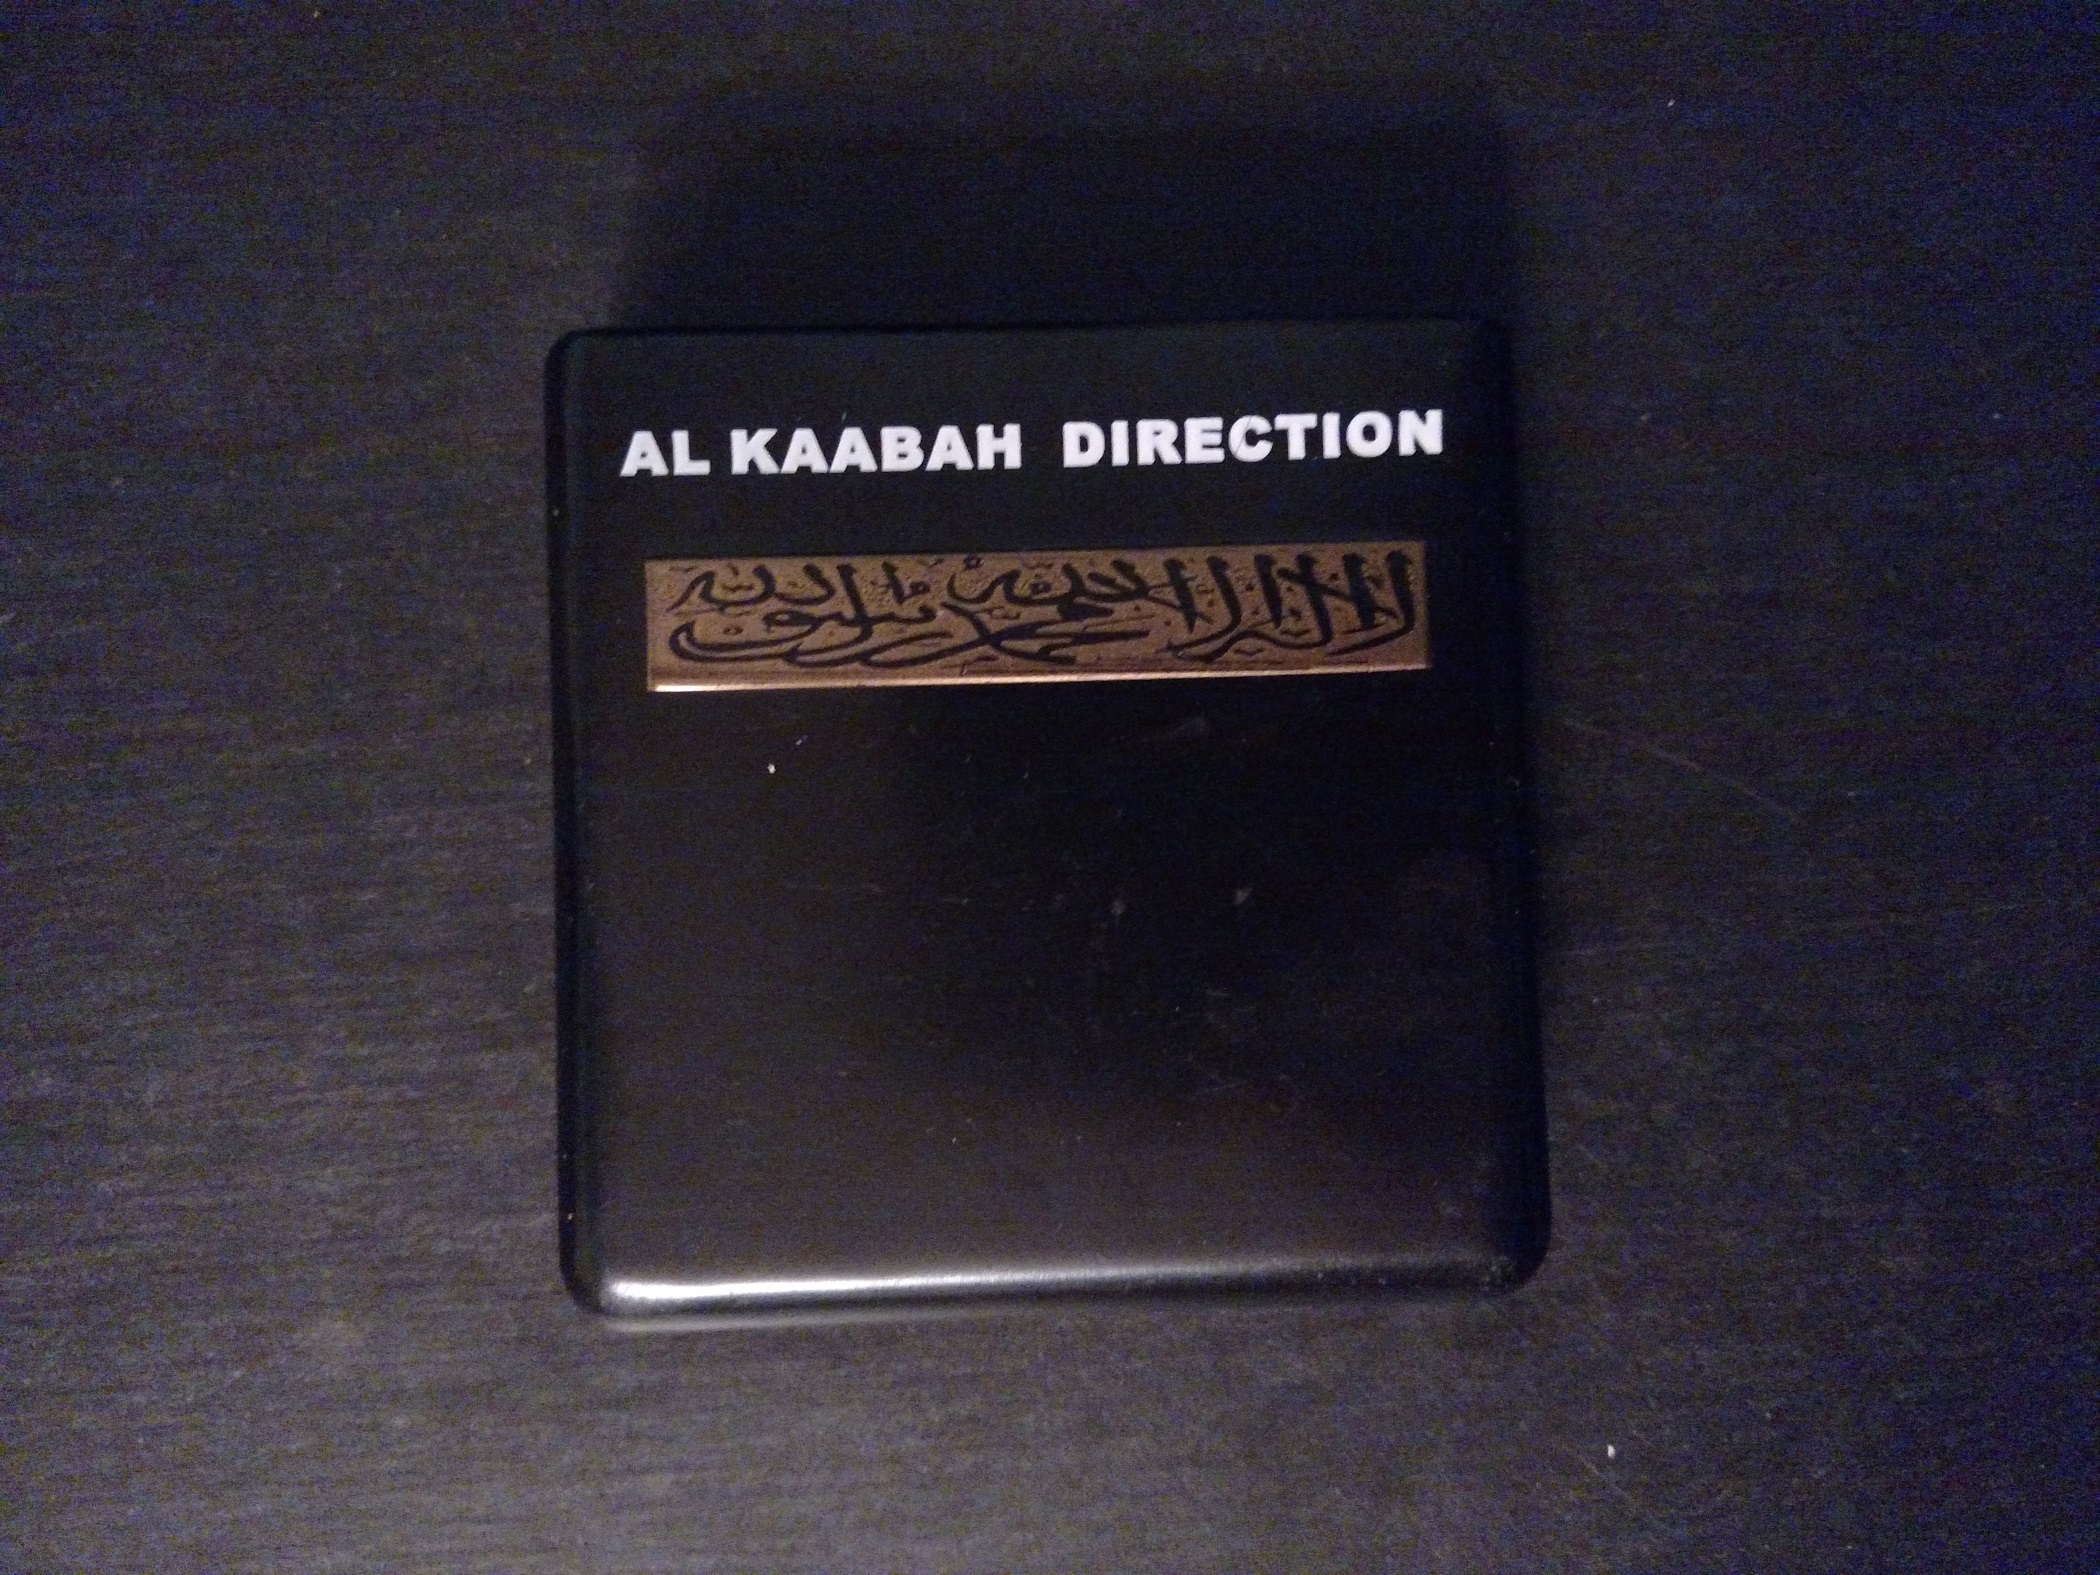 AL KAABAH DIRECTION
لا إله إلا الله محمد رسول الله